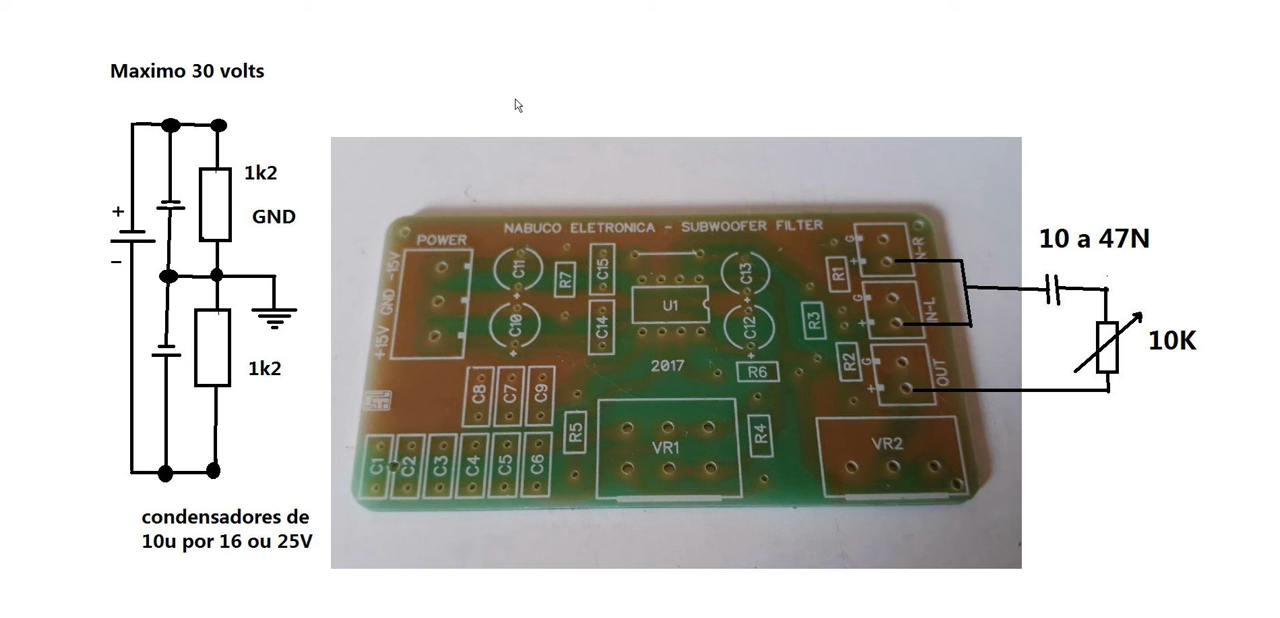 Maximo 30 volts
+
-
1k2
GND
1k2
condensadores de
10u por 16 ou 25V
NABUCO ELETRONICA - SUBWOOFER FILTER
POWER
+15V GND -15V
C11
C10
R7
C15
C14
U1
C13
C12
R1
R3
R2
G
+
IN-R
G
+
IN-L
G
+
OUT
2017
R6
C8
C7
C9
R5
VR1
R4
VR2
C1
C2
C3
C4
C5
C6
+
+
+
10 a 47N
10K